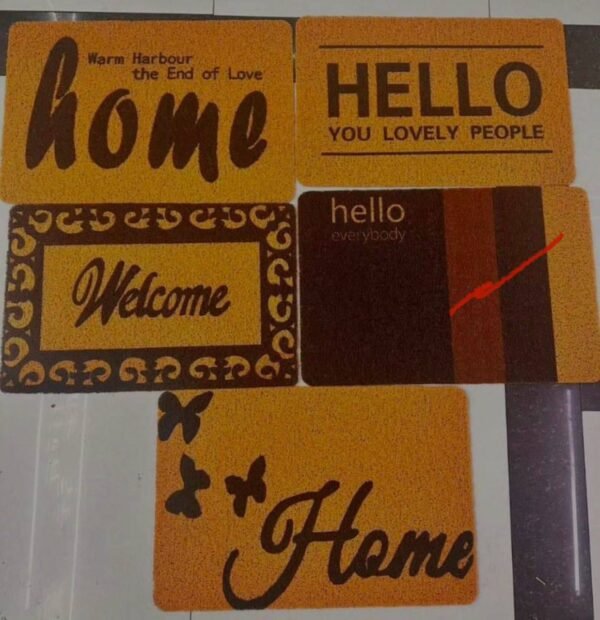 Warm Harbour
the End of Love
home
HELLO
YOU LOVELY PEOPLE
Welcome
hello
everybody
Home